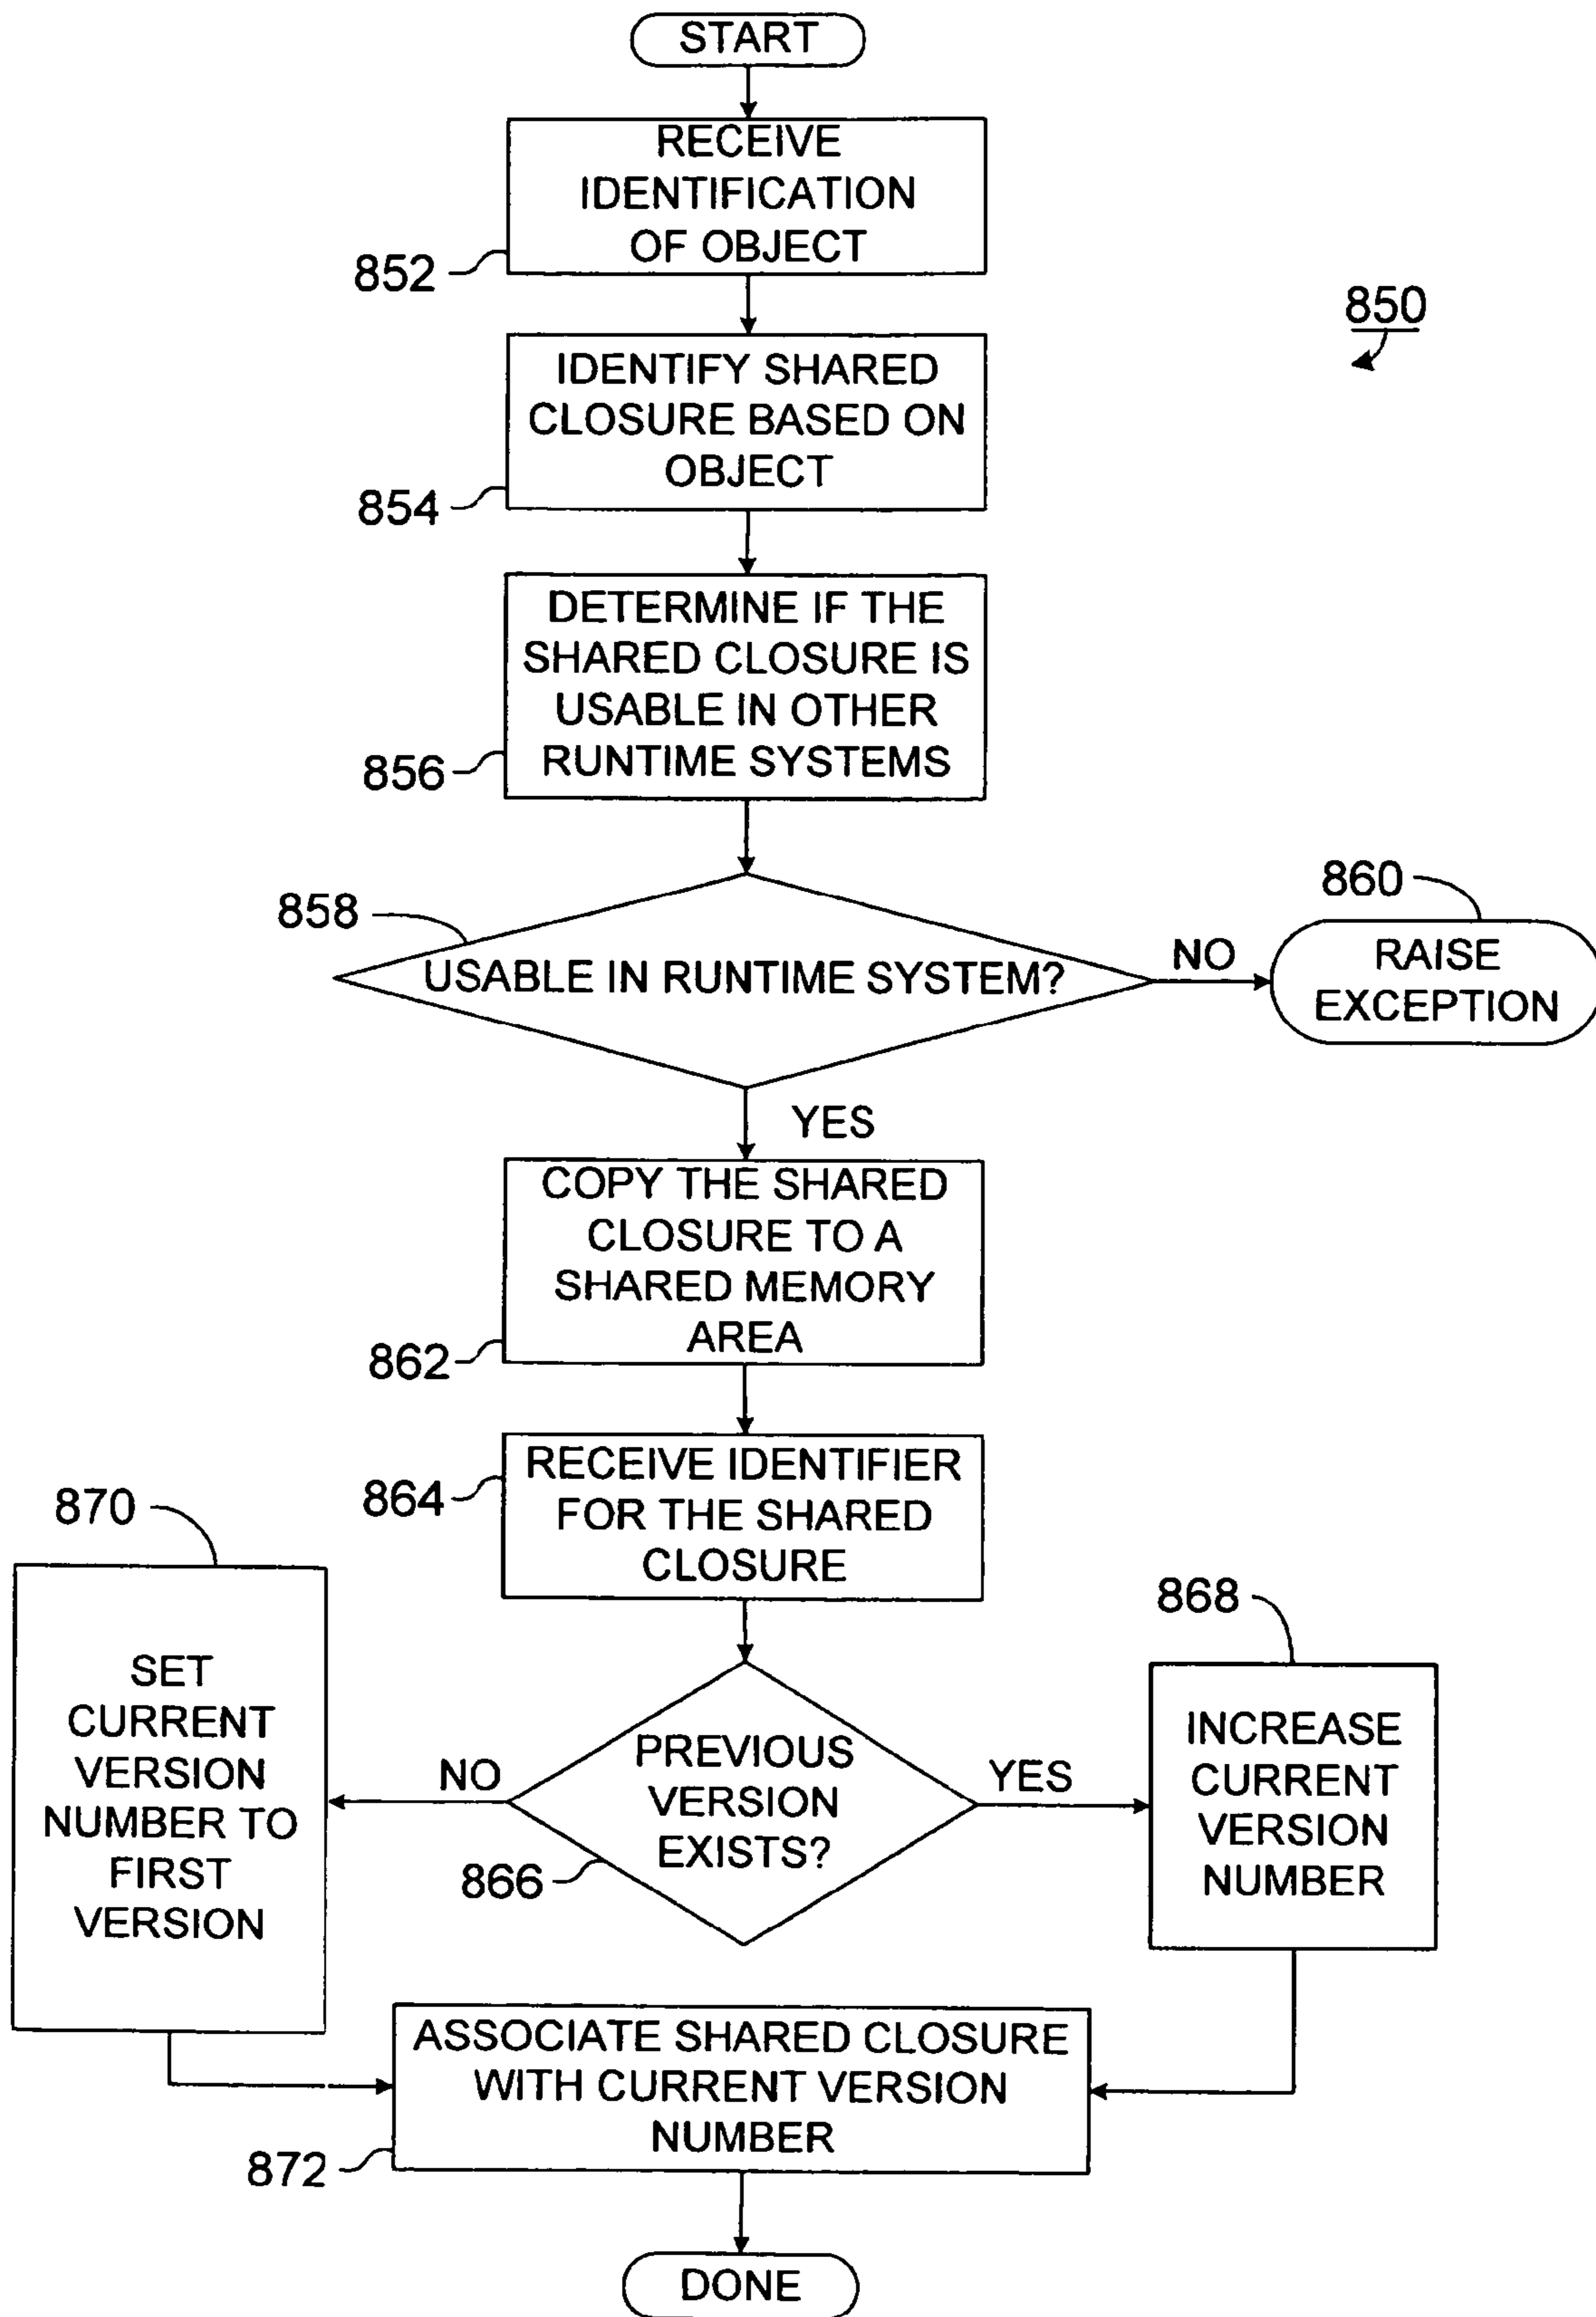 START
RECEIVE
IDENTIFICATION
OF OBJECT
852
850
IDENTIFY SHARED
CLOSURE BASED ON
OBJECT
854
DETERMINE IF THE
SHARED CLOSURE IS
USABLE IN OTHER
RUNTIME SYSTEMS
856
858
USABLE IN RUNTIME SYSTEM?
NO
860
RAISE
EXCEPTION
YES
COPY THE SHARED
CLOSURE TO A
SHARED MEMORY
AREA
862
RECEIVE IDENTIFIER
FOR THE SHARED
CLOSURE
864
870
SET
CURRENT
VERSION
NUMBER TO
FIRST
VERSION
NO
PREVIOUS
VERSION
EXISTS?
866
YES
868
INCREASE
CURRENT
VERSION
NUMBER
ASSOCIATE SHARED CLOSURE
WITH CURRENT VERSION
NUMBER
872
DONE